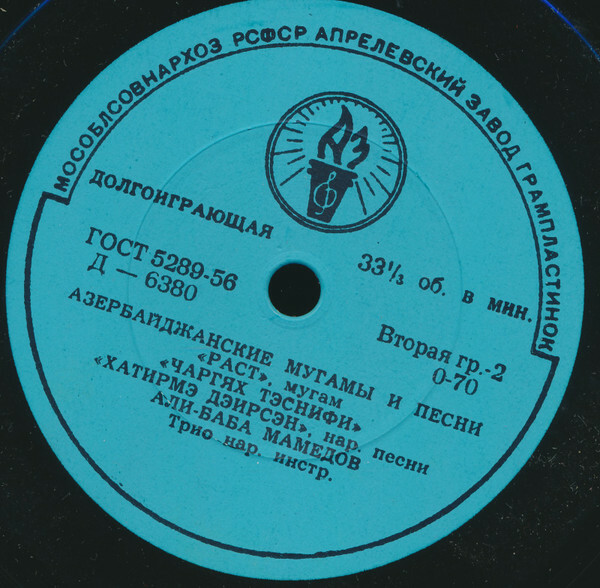 МОСОБЛСОВНАРХОЗ РСФСР АПРЕЛЕВСКИЙ ЗАВОД ГРАМПЛАСТИНОК
АЗ
ДОЛГОИГРАЮЩАЯ
33⅓ об. в мин.
ГОСТ 5289-56
Д — 6380
Вторая гр.-2
0-70
АЗЕРБАЙДЖАНСКИЕ МУГАМЫ И ПЕСНИ
«РАСТ», мугам
«ЧАРГЯХ ТЭСНИФИ»
«ХАТИРМЭ ДЭИРСЭН», нар. песни
АЛИ-БАБА МАМЕДОВ
Трио нар. инстр.